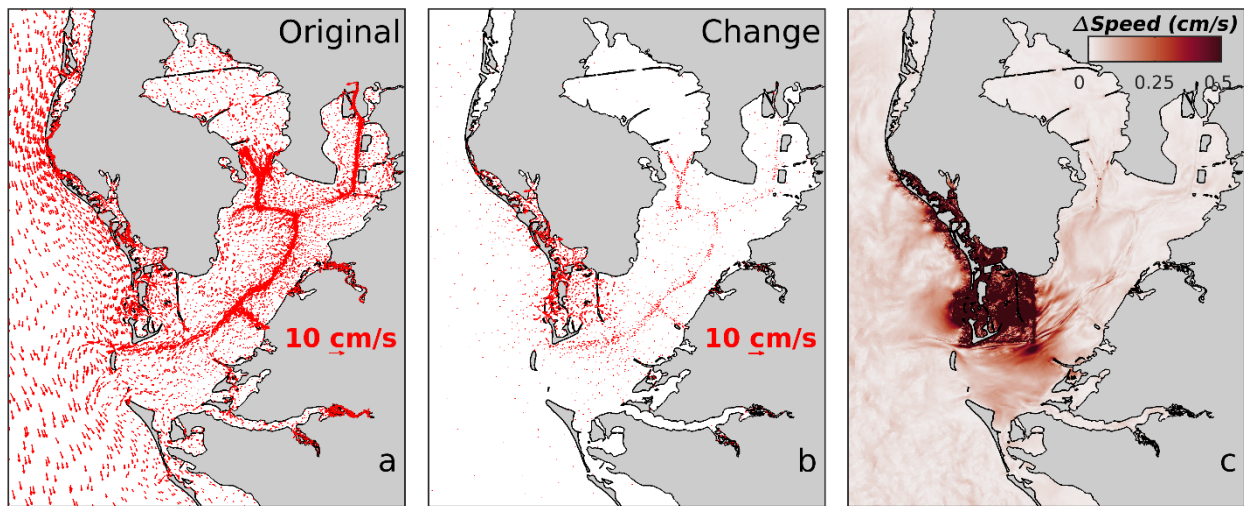 Original
10 cm/s
a
Change
10 cm/s
b
ΔSpeed (cm/s)
0 0.25 0.5
c